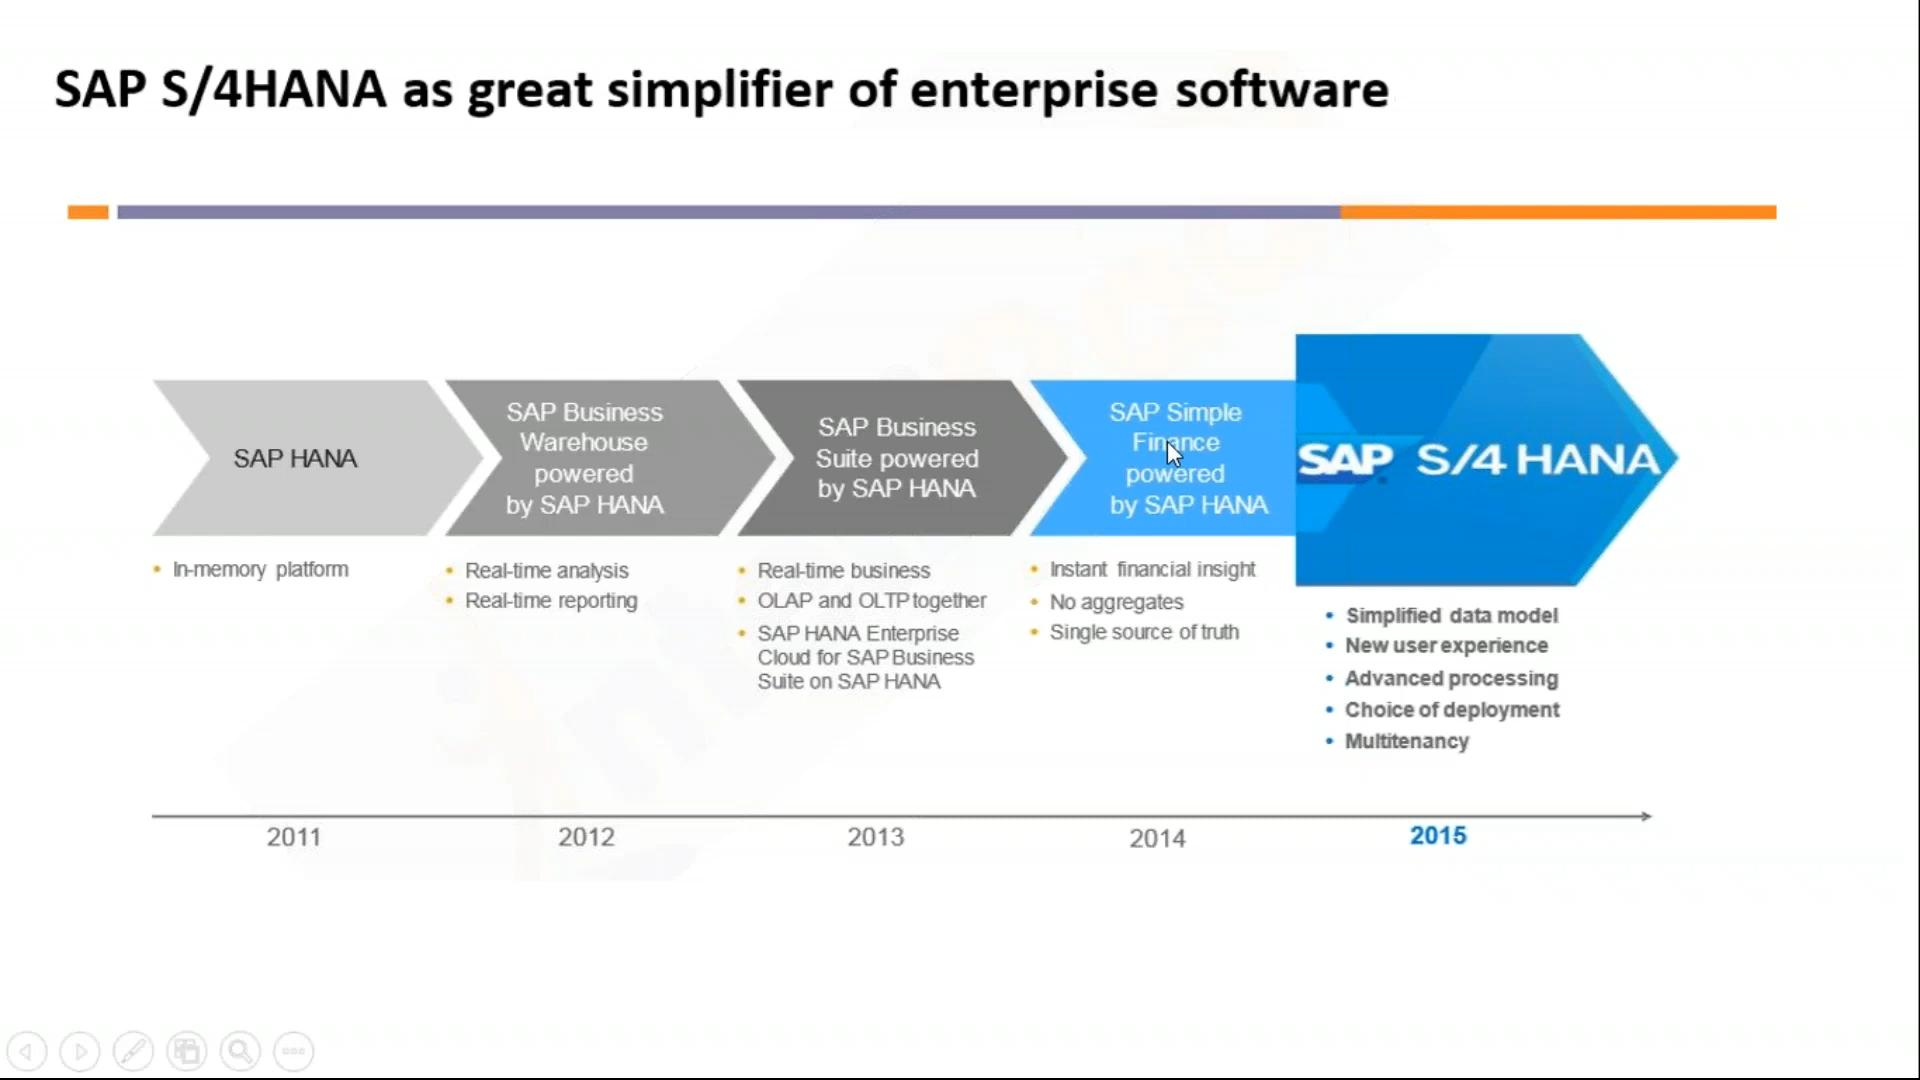 SAP S/4HANA as great simplifier of enterprise software
SAP HANA
SAP Business
Warehouse
powered
by SAP HANA
SAP Business
Suite powered
by SAP HANA
SAP Simple
Finance
powered
by SAP HANA
SAP S/4 HANA
• In-memory platform
• Real-time analysis
• Real-time reporting
• Real-time business
• OLAP and OLTP together
• SAP HANA Enterprise
Cloud for SAP Business
Suite on SAP HANA
• Instant financial insight
• No aggregates
• Single source of truth
• Simplified data model
• New user experience
• Advanced processing
• Choice of deployment
• Multitenancy
2011
2012
2013
2014
2015